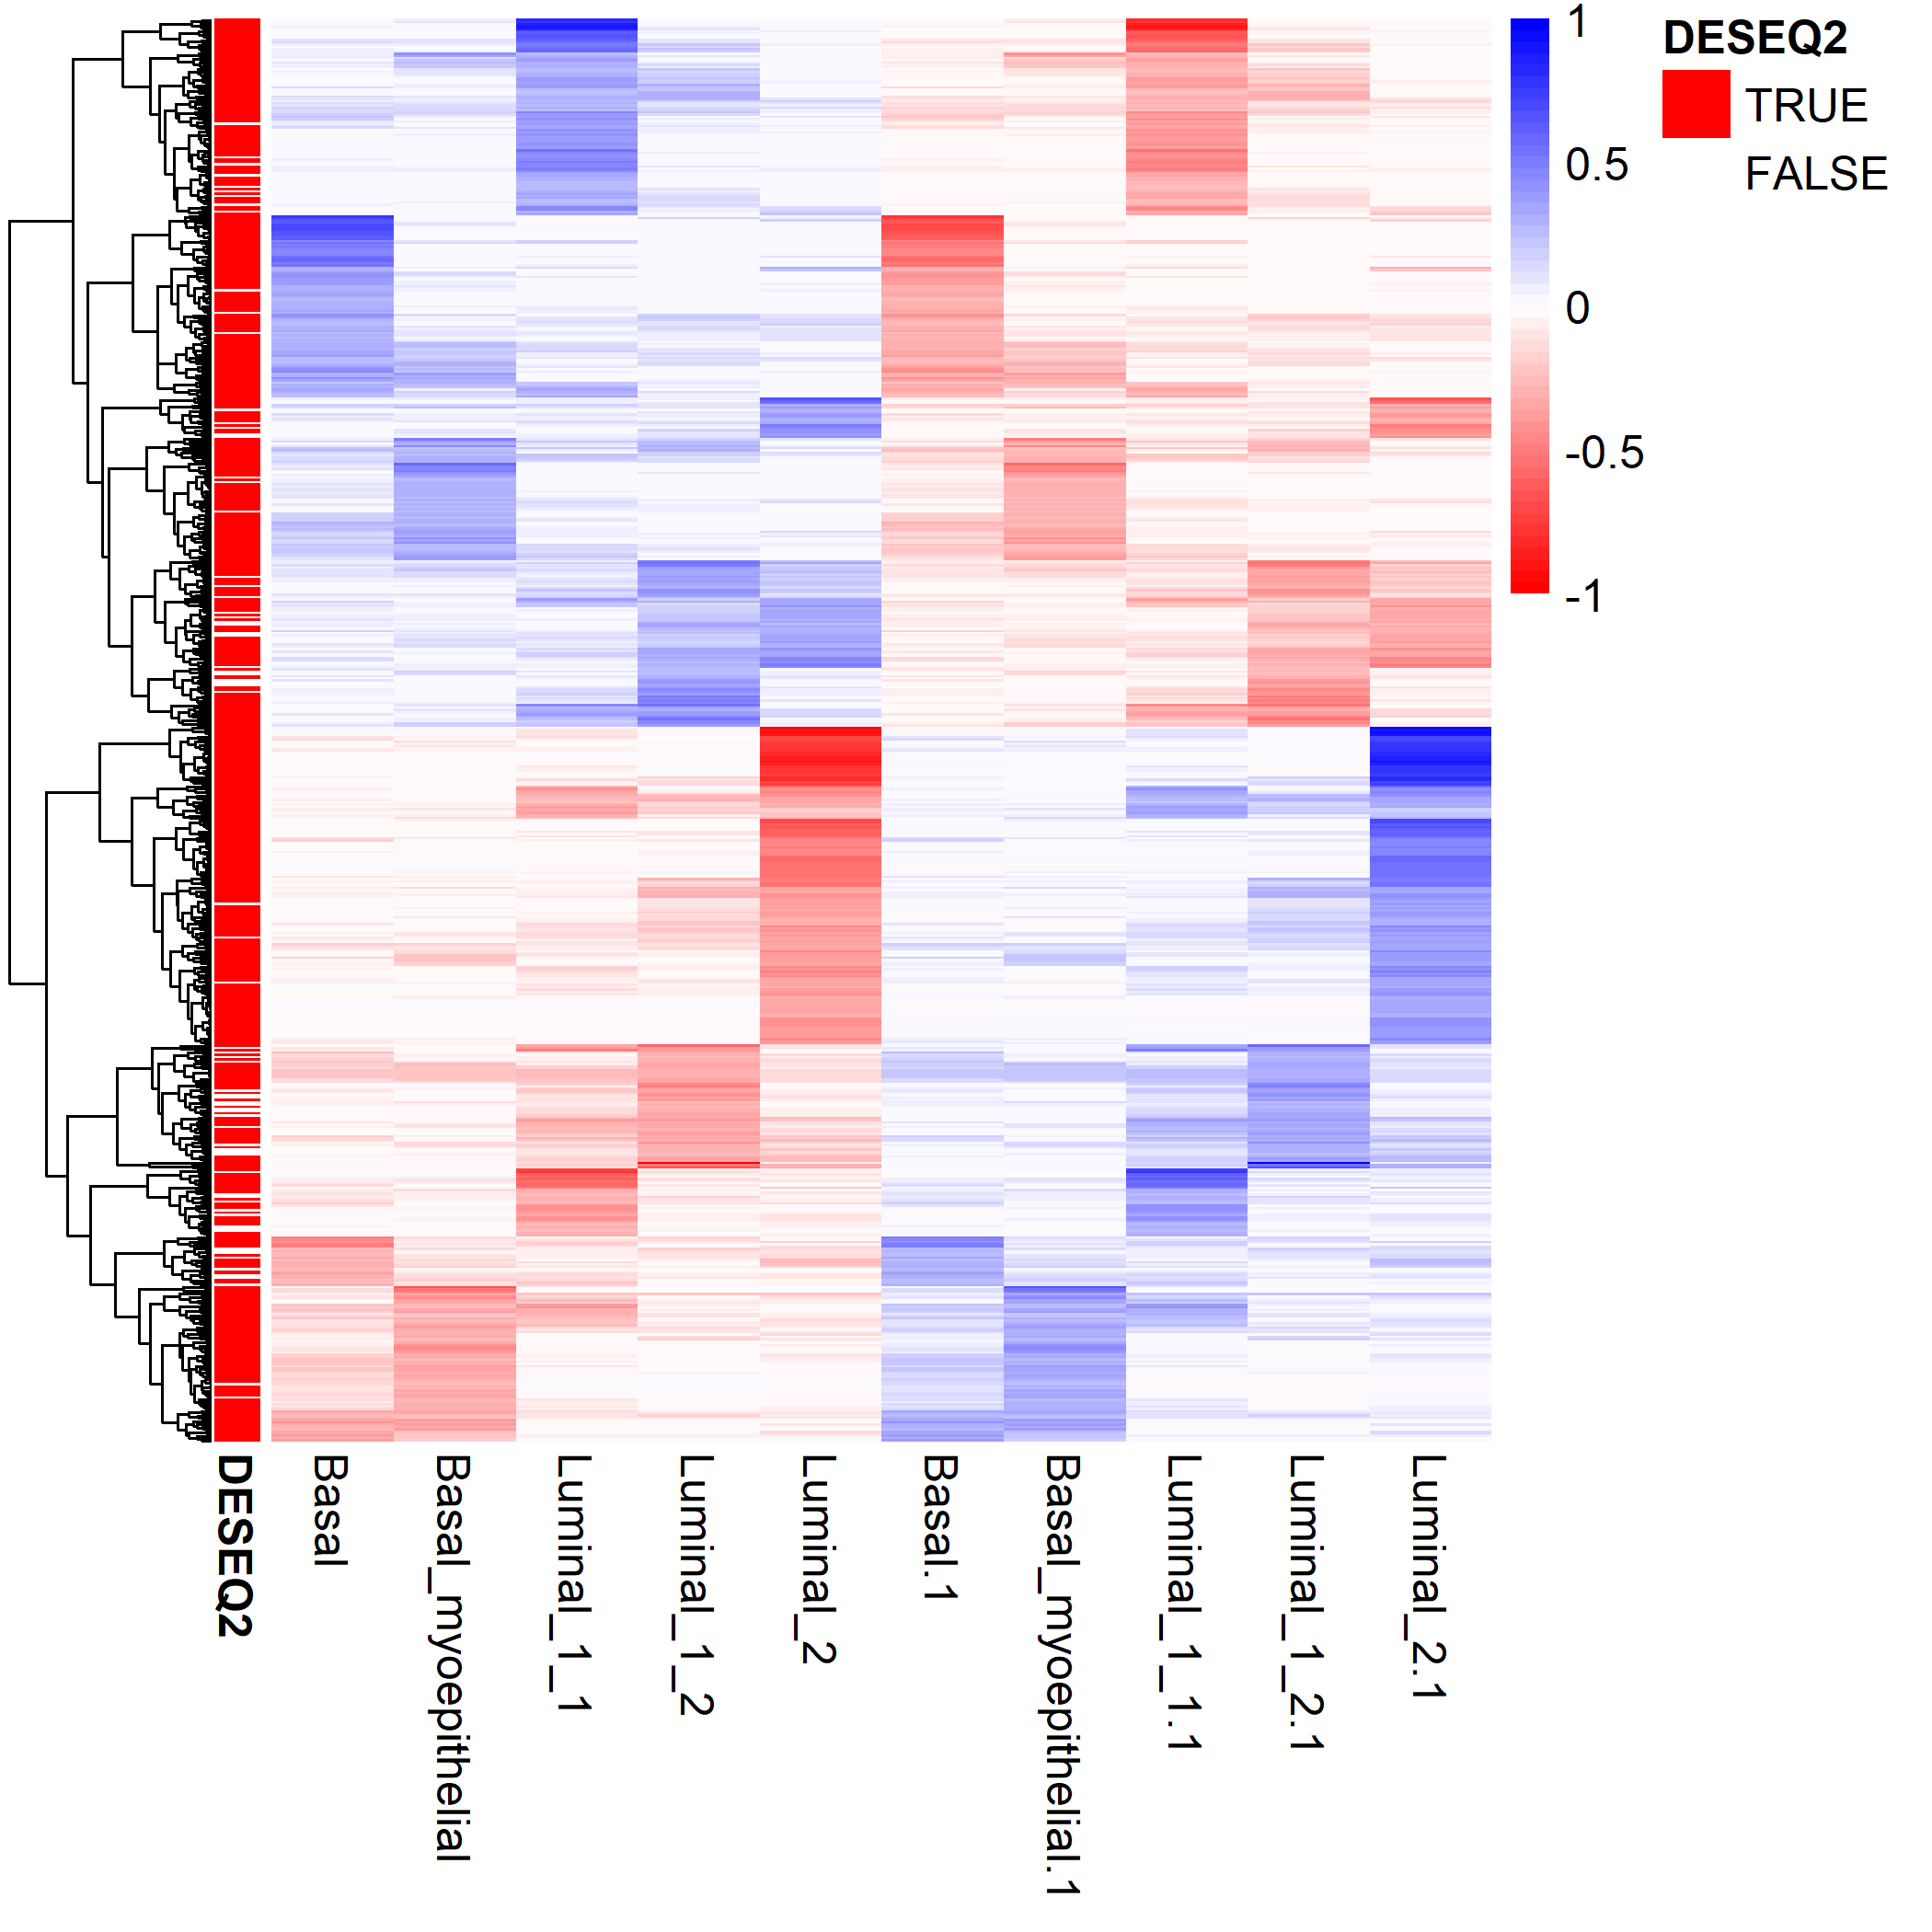 1
0.5
0
-0.5
-1
DESEQ2
TRUE
FALSE
DESEQ2
Basal
Basal_myoepithelial
Luminal_1_1
Luminal_1_2
Luminal_2
Basal.1
Basal_myoepithelial.1
Luminal_1_1.1
Luminal_1_2.1
Luminal_2.1